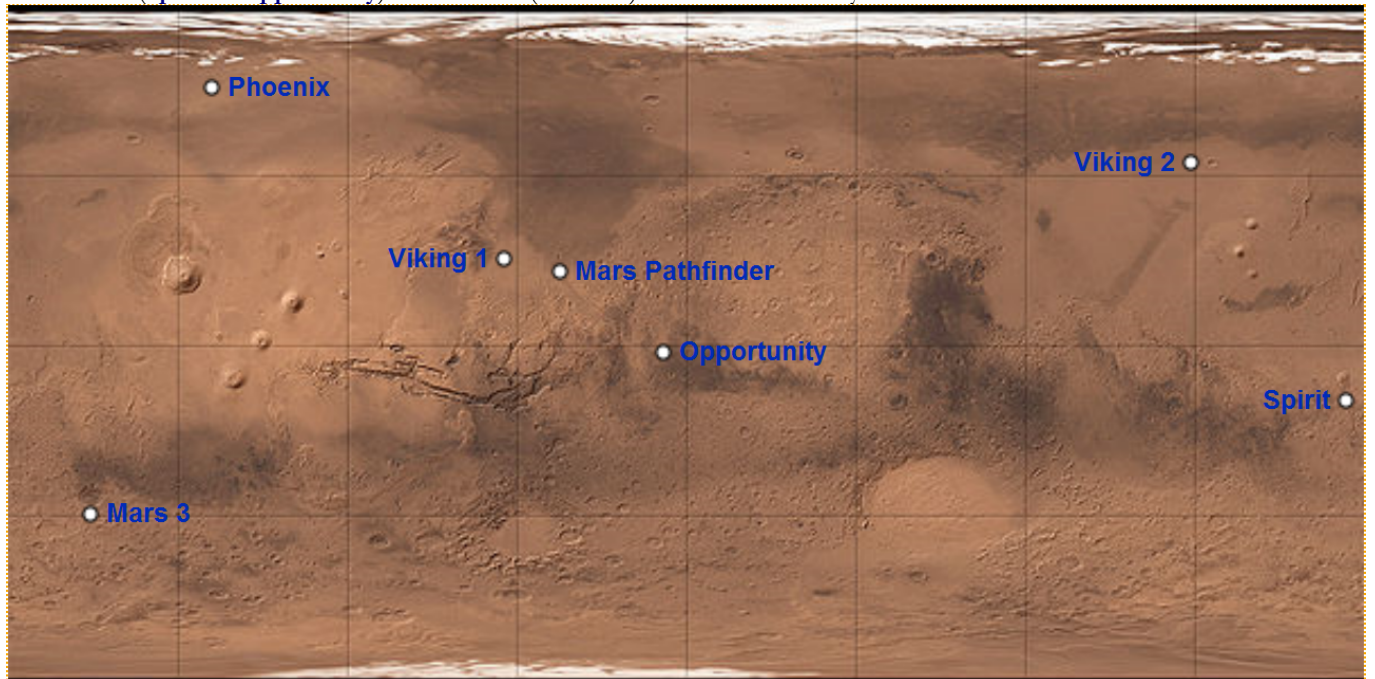 Phoenix
Viking 2
Viking 1
Mars Pathfinder
Opportunity
Spirit
Mars 3